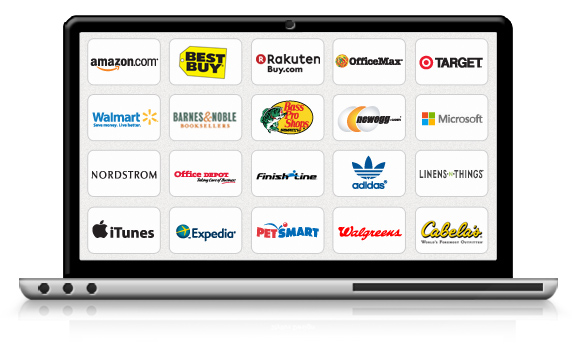 amazon.com
BEST
BUY
Rakuten
Buy.com
OfficeMax
TARGET
Walmart
Save money. Live better.
BARNES&NOBLE
BOOKSELLERS
Bass
Pro
Shops
newegg.com
Microsoft
NORDSTROM
Office DEPOT
Taking Care of Business
Finish Line
adidas
LINENS THINGS
iTunes
Expedia
PETSMART
Walgreens
Cabela's
WORLD'S FOREMOST OUTFITTER